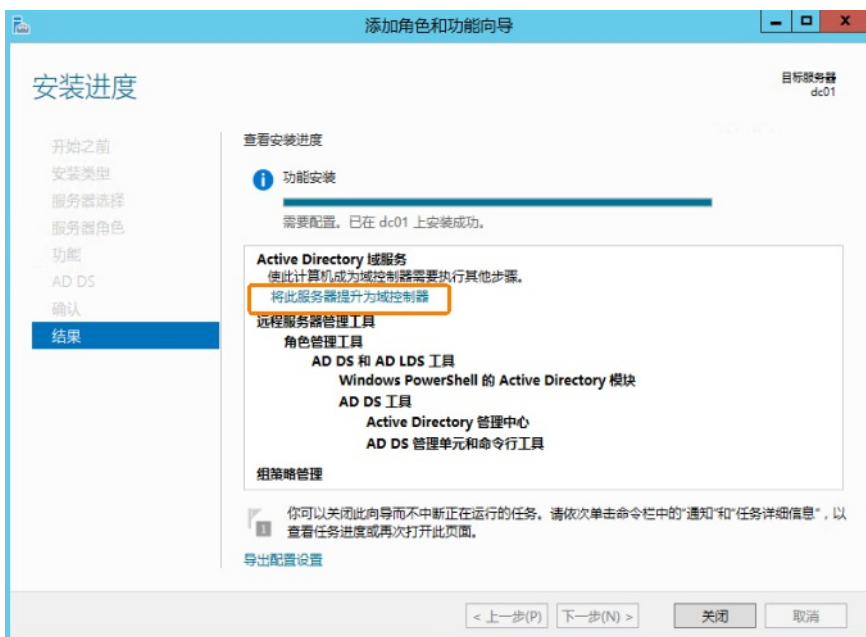 添加角色和功能向导
安装进度
目标服务器
dc01
开始之前
安装类型
服务器选择
服务器角色
功能
AD DS
确认
结果
查看安装进度
功能安装
需要配置。已在 dc01 上安装成功。
Active Directory 域服务
使此计算机成为域控制器需要执行其他步骤。
将此服务器提升为域控制器
远程服务器管理工具
角色管理工具
AD DS 和 AD LDS 工具
Windows PowerShell 的 Active Directory 模块
AD DS 工具
Active Directory 管理中心
AD DS 管理单元和命令行工具
组策略管理
1
你可以关闭此向导而不中断正在运行的任务。请依次单击命令栏中的"通知"和"任务详细信息"，以
查看任务进度或再次打开此页面。
导出配置设置
< 上一步(P)
下一步(N) >
关闭
取消